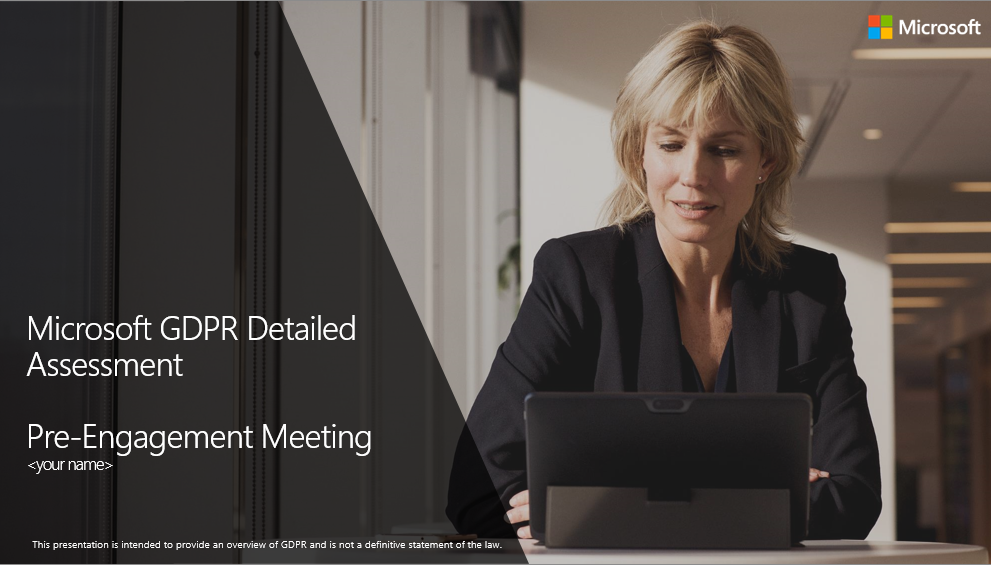 Microsoft
Microsoft GDPR Detailed
Assessment
Pre-Engagement Meeting
<your name>
This presentation is intended to provide an overview of GDPR and is not a definitive statement of the law.